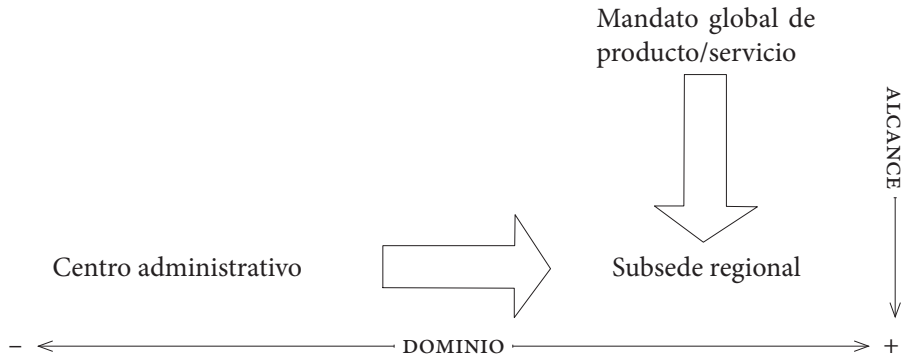 Mandato global de
producto/servicio
ALCANCE
Centro administrativo
Subsede regional
– DOMINIO +